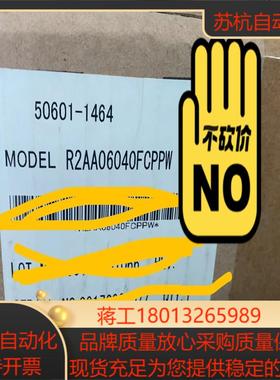 苏杭自动
50601-1464
MODEL R2AA06040FCPPW
不砍价
NO
R2AA06040FCPPW*
LOT
蒋工18013265989
自动化 品牌质量放心采购质量保
开票 现货充足为您提供稳定的